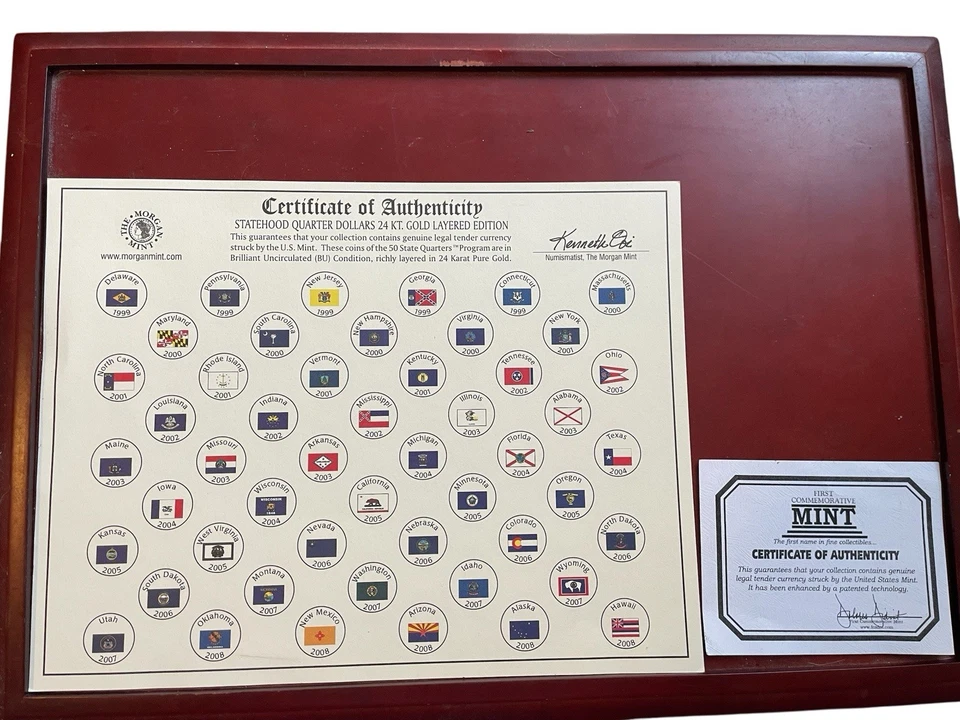 THE MORGAN MINT
www.morganmint.com
Certificate of Authenticity
STATEHOOD QUARTER DOLLARS 24 KT. GOLD LAYERED EDITION
This guarantees that your collection contains genuine legal tender currency
struck by the U.S. Mint. These coins of the 50 State Quarters™ Program are in
Brilliant Uncirculated (BU) Condition, richly layered in 24 Karat Pure Gold.
Numismatist, The Morgan Mint
Delaware 1999
Pennsylvania 1999
New Jersey 1999
Georgia 1999
Connecticut 1999
Massachusetts 2000
Maryland 2000
South Carolina 2000
New Hampshire 2000
Virginia 2000
New York 2001
North Carolina 2001
Rhode Island 2001
Vermont 2001
Kentucky 2001
Tennessee 2002
Ohio 2002
Louisiana 2002
Indiana 2002
Mississippi 2002
Illinois 2003
Alabama 2003
Maine 2003
Missouri 2003
Arkansas 2003
Michigan 2004
Florida 2004
Texas 2004
Iowa 2004
Wisconsin 2004
WISCONSIN
1848
California 2005
Minnesota 2005
Oregon 2005
Kansas 2005
West Virginia 2005
Nevada 2006
Nebraska 2006
Colorado 2006
North Dakota 2006
South Dakota 2006
Montana 2007
Washington 2007
Idaho 2007
Wyoming 2007
Utah 2007
Oklahoma 2008
New Mexico 2008
Arizona 2008
Alaska 2008
Hawaii 2008
FIRST
COMMEMORATIVE
MINT
The first name in fine collectibles...
CERTIFICATE OF AUTHENTICITY
This guarantees that your coins contains genuine
legal tender currency struck by the United States Mint.
It has been enhanced by a patented technology.
First Commemorative Mint